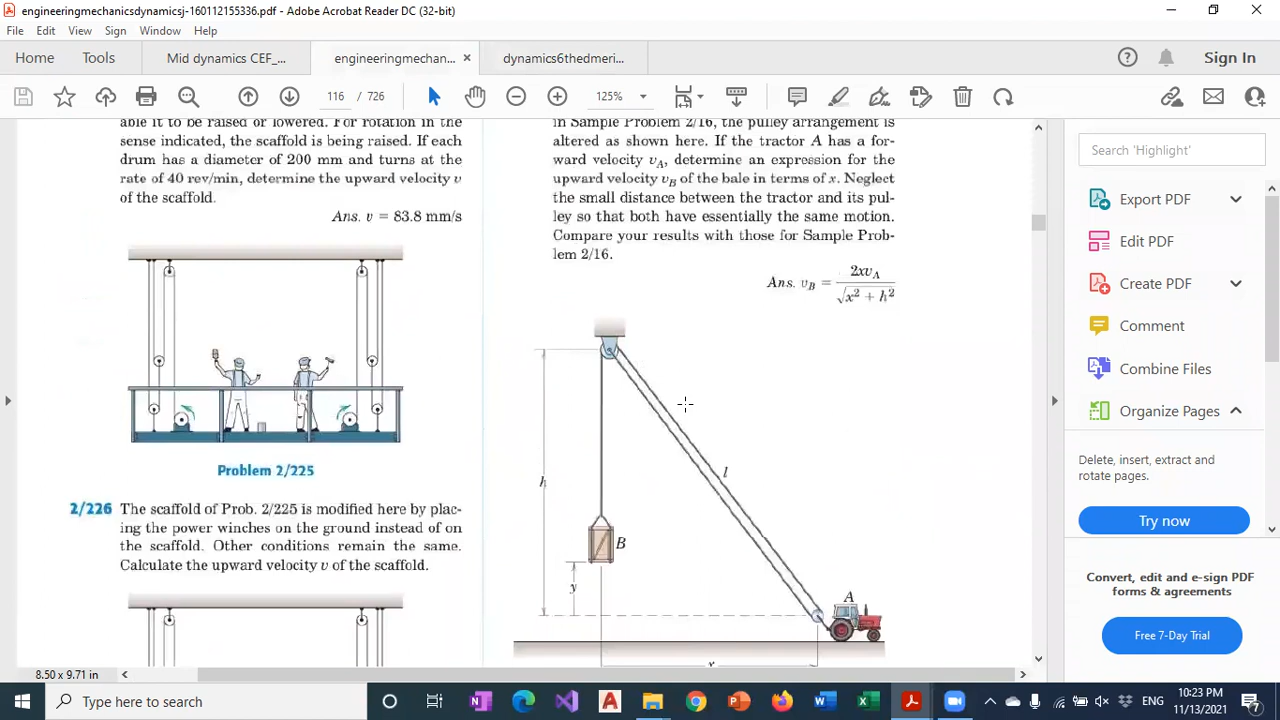 engineeringmechanicsdynamicsj-160112155336.pdf - Adobe Acrobat Reader DC (32-bit)
File Edit View Sign Window Help
Home Tools Mid dynamics CEF_... engineeringmechan... × dynamics6thedmeri... Sign In
116 / 726 125%
able it to be raised or lowered. For rotation in the
sense indicated, the scaffold is being raised. If each
drum has a diameter of 200 mm and turns at the
rate of 40 rev/min, determine the upward velocity v
of the scaffold.
Ans. v = 83.8 mm/s
Problem 2/225
2/226 The scaffold of Prob. 2/225 is modified here by plac-
ing the power winches on the ground instead of on
the scaffold. Other conditions remain the same.
Calculate the upward velocity v of the scaffold.
in Sample Problem 2/16, the pulley arrangement is
altered as shown here. If the tractor A has a for-
ward velocity vA, determine an expression for the
upward velocity vB of the bale in terms of x. Neglect
the small distance between the tractor and its pul-
ley so that both have essentially the same motion.
Compare your results with those for Sample Prob-
lem 2/16.
Ans. vB = 2xvA / √x² + h²
l
h
B
y
A
x
8.50 x 9.71 in
Search 'Highlight'
Export PDF
Edit PDF
Create PDF
Comment
Combine Files
Organize Pages
Delete, insert, extract and
rotate pages.
Try now
Convert, edit and e-sign PDF
forms & agreements
Free 7-Day Trial
Type here to search
ENG
10:23 PM
11/13/2021
7